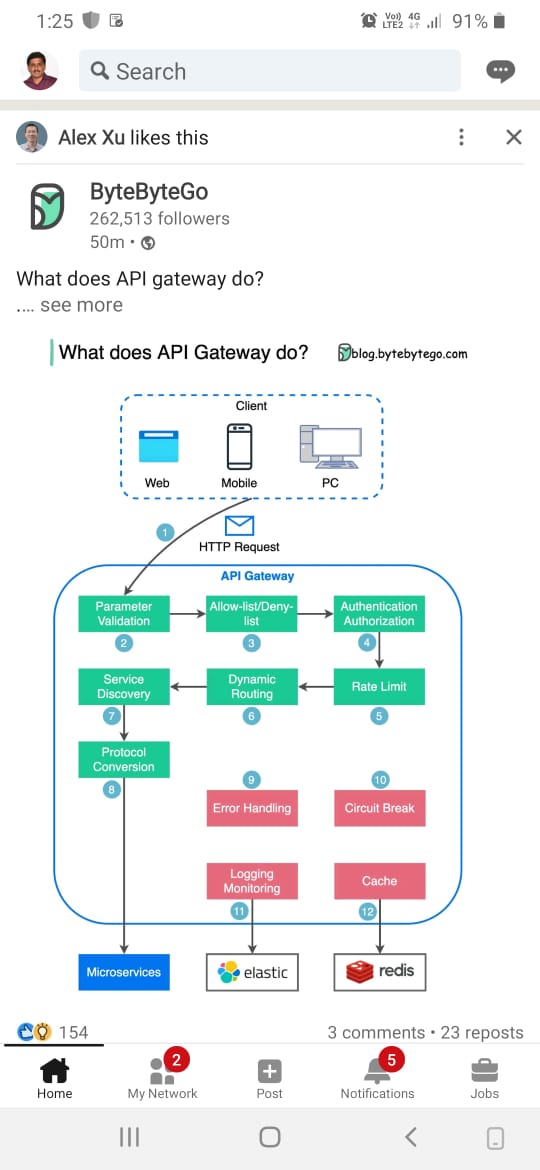 1:25
Vo)) 4G
LTE2
91%
Search
Alex Xu likes this
ByteByteGo
262,513 followers
50m •
What does API gateway do?
.... see more
What does API Gateway do?
blog.bytebytego.com
Client
Web Mobile PC
1
HTTP Request
API Gateway
Parameter
Validation
2
Allow-list/Deny-
list
3
Authentication
Authorization
4
Rate Limit
5
Dynamic
Routing
6
Service
Discovery
7
Protocol
Conversion
8
9
Error Handling
10
Circuit Break
Logging
Monitoring
11
Cache
12
Microservices
elastic
redis
154
3 comments • 23 reposts
2
5
Home My Network Post Notifications Jobs